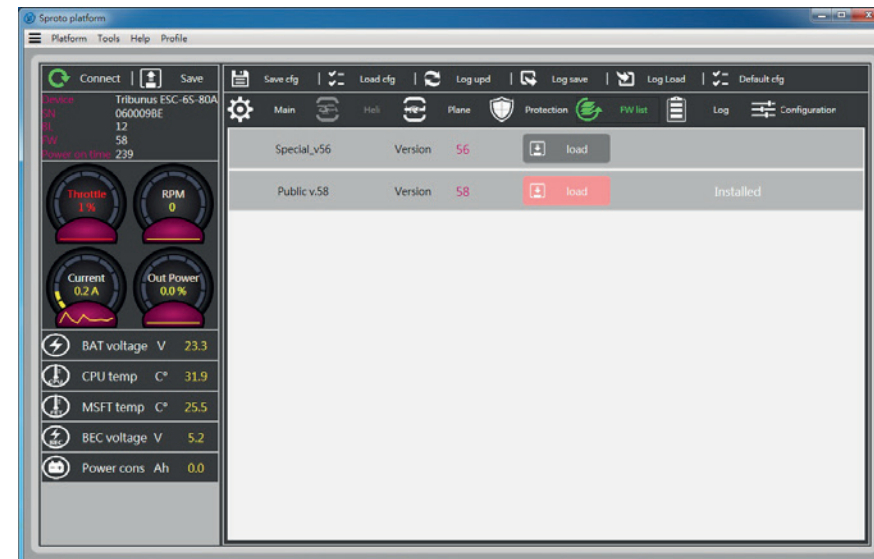 Sproto platform
Platform Tools Help Profile
Connect | Save
Save cfg | Load cfg | Log upd | Log save | Log Load | Default cfg
Device Tribunus ESC-6S-80A
SN 060009BE
BL 12
FW 58
Power on time 239
Main Heli Plane Protection FW list Log Configuration
Special_v56 Version 56 load
Public v.58 Version 58 load Installed
Throttle
1%
RPM
0
Current
0.2 A
Out Power
0.0 %
BAT voltage V 23.3
CPU temp C° 31.9
MSFT temp C° 25.5
BEC voltage V 5.2
Power cons Ah 0.0